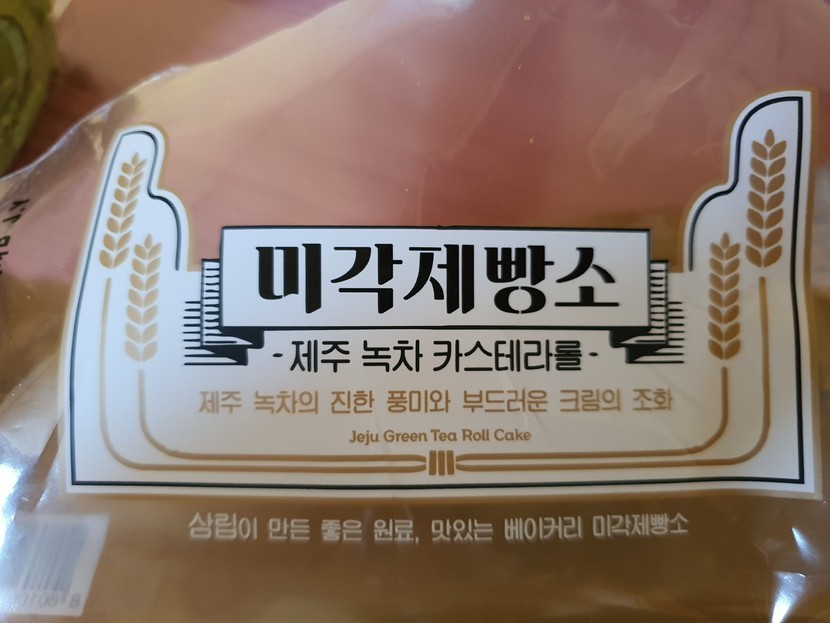 미각제빵소
-제주 녹차 카스테라롤-
제주 녹차의 진한 풍미와 부드러운 크림의 조화
Jeju Green Tea Roll Cake
삼립이 만든 좋은 원료, 맛있는 베이커리 미각제빵소